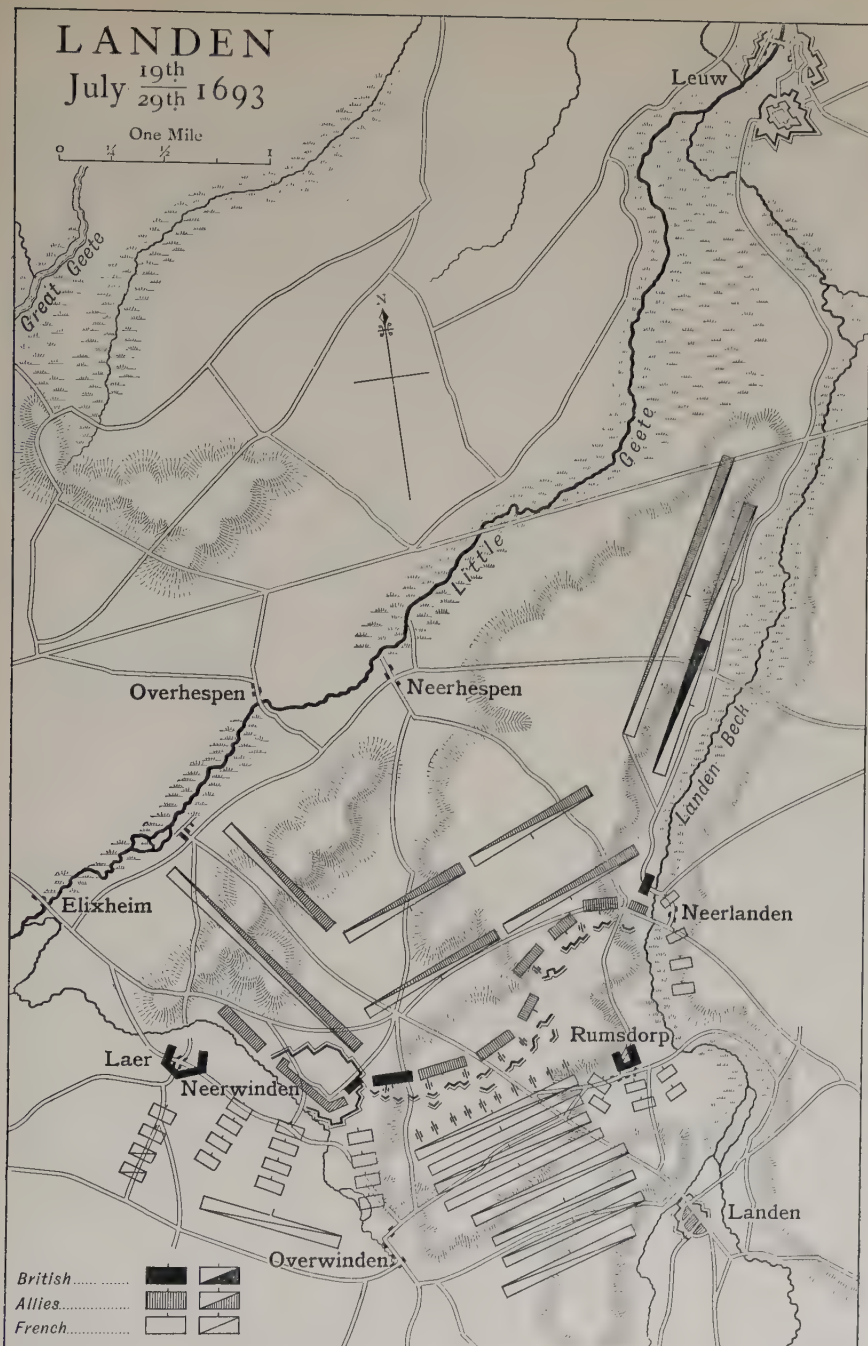 LANDEN
July 19th/29th 1693
One Mile
0 ¼ ½ 1
Leuw
Great Geete
N
Little Geete
Overhespen
Neerhespen
Landen Beck
Elixheim
Neerlanden
Laer
Rumsdorp
Neerwinden
Landen
Overwinden
British
Allies
French